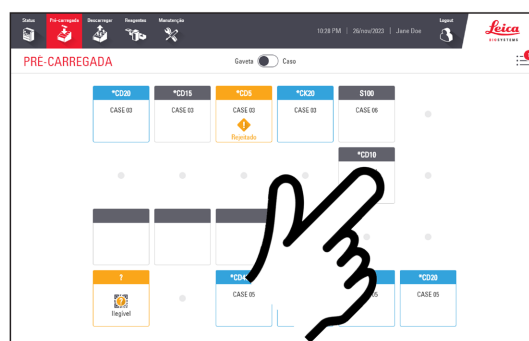 Status Pré-carregada Descarregar Reagentes Manutenção Logout
10:38 PM | 26/nov/2023 | Jane Doe
Leica
BIOSYSTEMS
PRÉ-CARREGADA
Gaveta Caso
*CD20 *CD15 *CD5 *CK20 S100
CASE 03 CASE 03 CASE 03 CASE 03 CASE 06
Rejeitado
*CD10
? *CD20
CASE 05 CASE 05
Ilegível